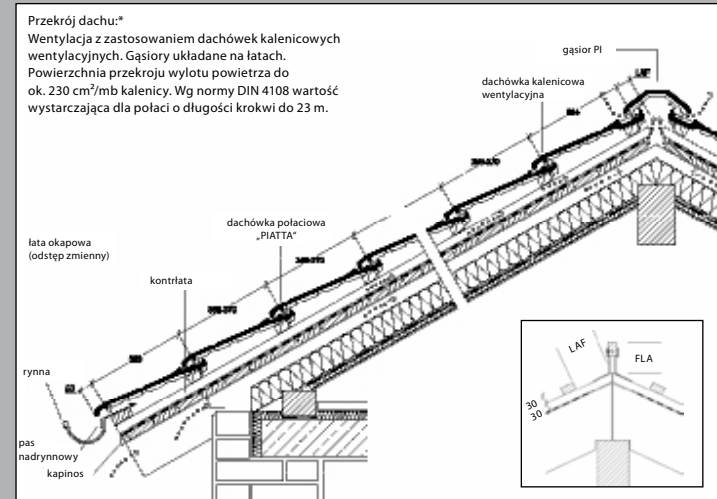 Przekrój dachu:*
Wentylacja z zastosowaniem dachówek kalenicowych
wentylacyjnych. Gąsiory układane na łatach.
Powierzchnia przekroju wylotu powietrza do
ok. 230 cm²/mb kalenicy. Wg normy DIN 4108 wartość
wystarczająca dla połaci o długości krokwi do 23 m.
gąsior PI
LAF
dachówka kalenicowa
wentylacyjna
dachówka połaciowa
„PIATTA”
łata okapowa
(odstęp zmienny)
kontrłata
rynna
pas
nadrynnowy
kapinos
LAF
FLA
30
30